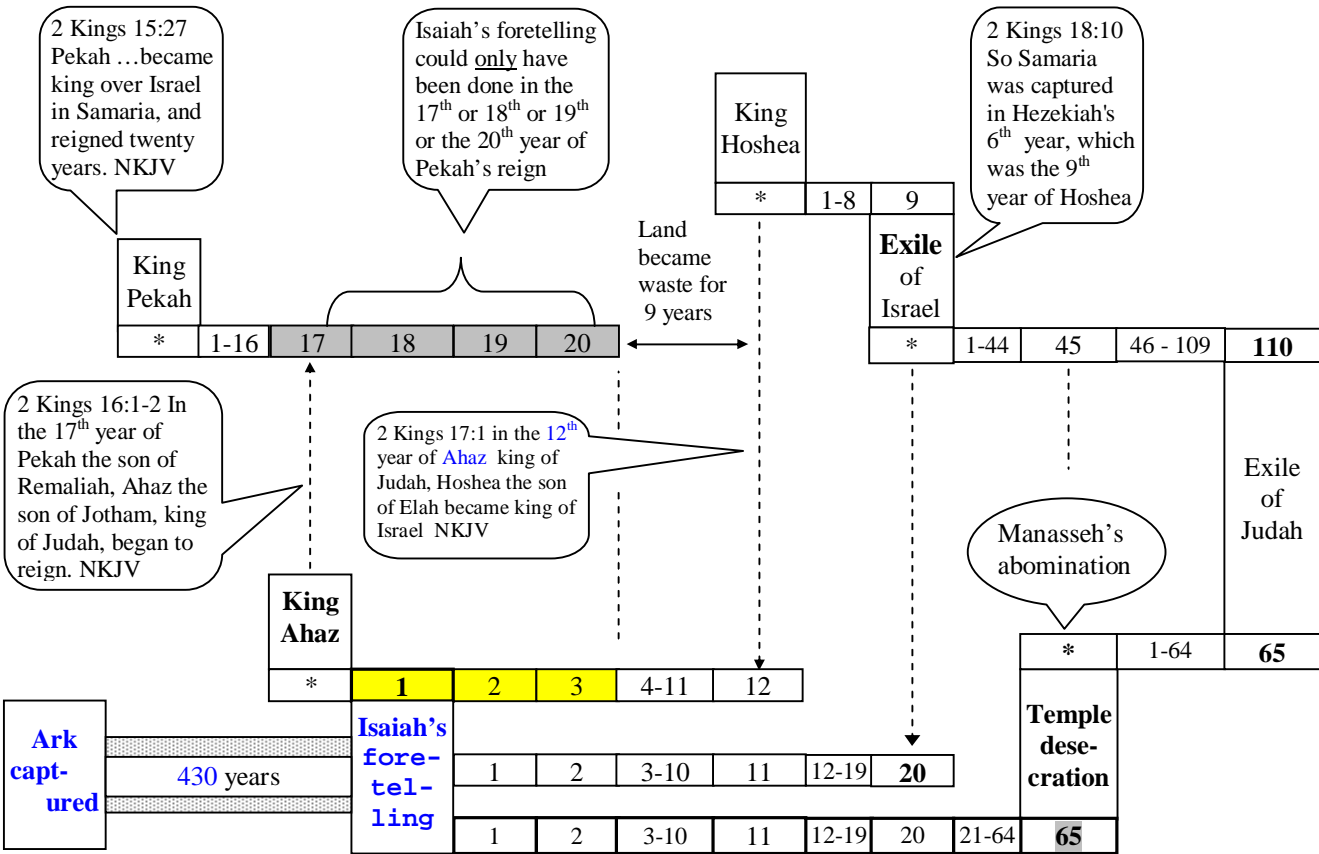 2 Kings 15:27
Pekah …became
king over Israel
in Samaria, and
reigned twenty
years. NKJV
Isaiah’s foretelling
could only have
been done in the
17th or 18th or 19th
or the 20th year of
Pekah’s reign
King
Hoshea
* 1-8 9
2 Kings 18:10
So Samaria
was captured
in Hezekiah's
6th year, which
was the 9th
year of Hoshea
King
Pekah
* 1-16 17 18 19 20
Land
became
waste for
9 years
Exile
of
Israel
* 1-44 45 46 - 109 110
2 Kings 16:1-2 In
the 17th year of
Pekah the son of
Remaliah, Ahaz the
son of Jotham, king
of Judah, began to
reign. NKJV
2 Kings 17:1 in the 12th
year of Ahaz king of
Judah, Hoshea the son
of Elah became king of
Israel NKJV
Exile
of
Judah
Manasseh’s
abomination
King
Ahaz
* 1 2 3 4-11 12
* 1-64 65
Ark
capt-
ured
430 years
Isaiah’s
fore-
tel-
ling
Temple
dese-
cration
1 2 3-10 11 12-19 20
1 2 3-10 11 12-19 20 21-64 65